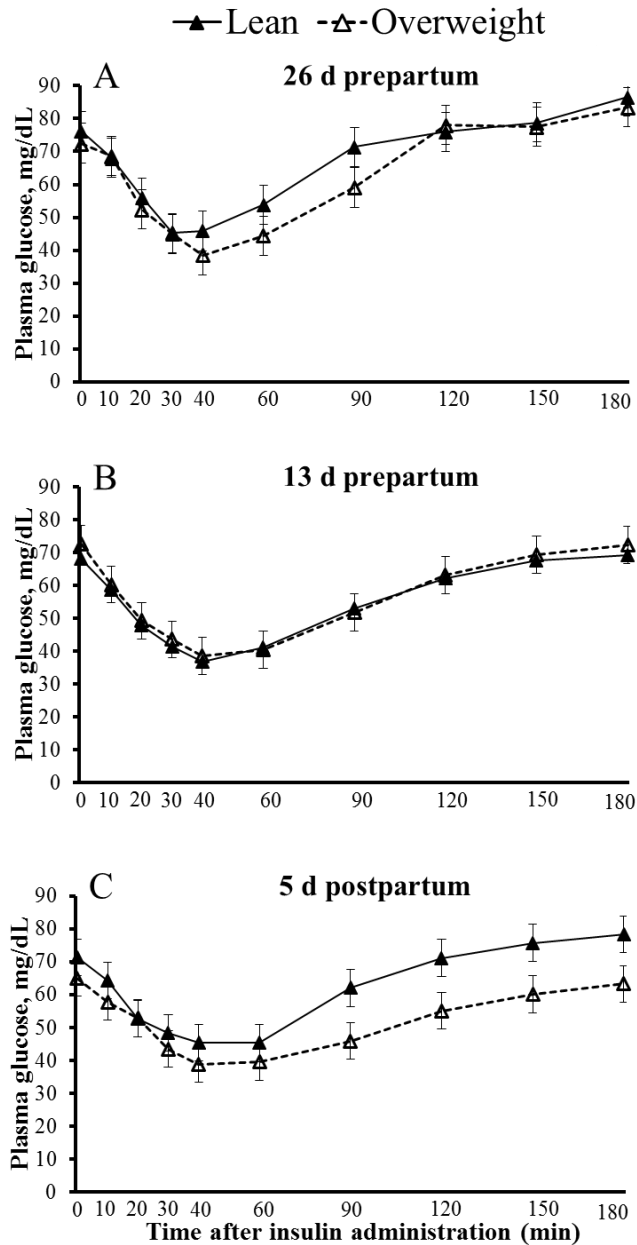 Lean Overweight
A 26 d prepartum
Plasma glucose, mg/dL
90
80
70
60
50
40
30
20
10
0
0 10 20 30 40 60 90 120 150 180
B 13 d prepartum
Plasma glucose, mg/dL
90
80
70
60
50
40
30
20
10
0
0 10 20 30 40 60 90 120 150 180
C 5 d postpartum
Plasma glucose, mg/dL
90
80
70
60
50
40
30
20
10
0
0 10 20 30 40 60 90 120 150 180
Time after insulin administration (min)